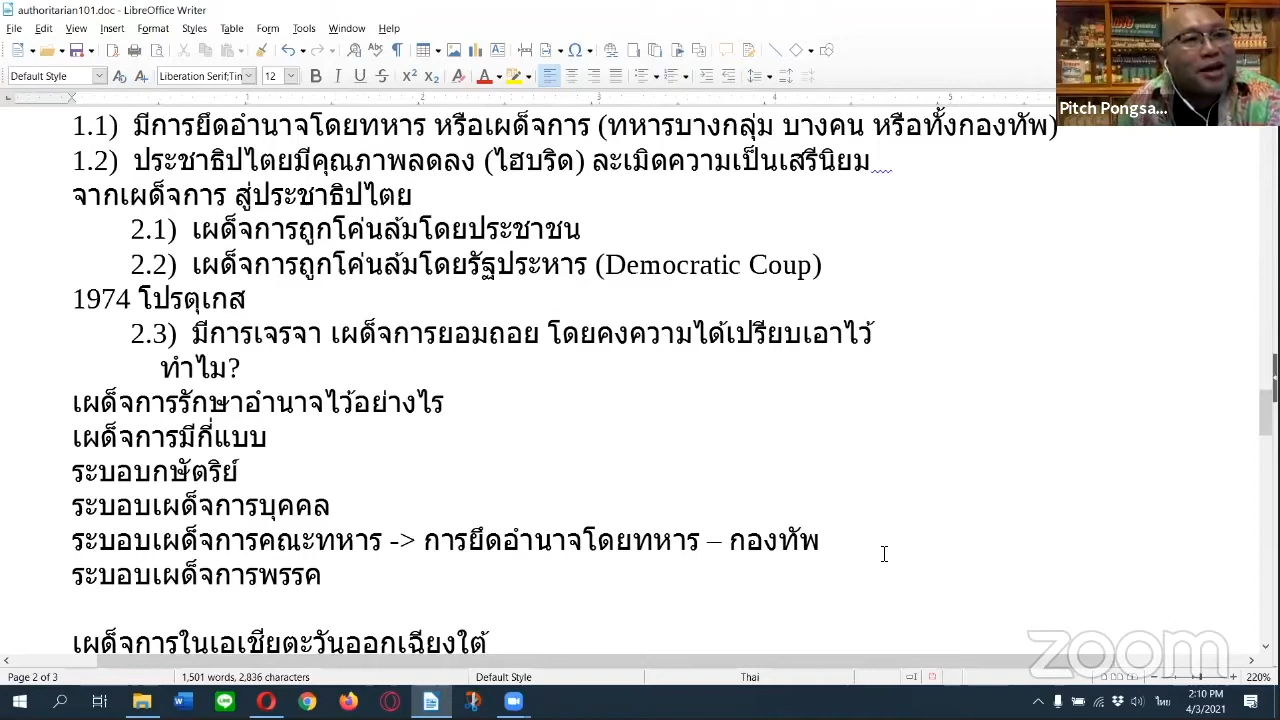 authoritarian101.doc - LibreOffice Writer
File Edit View Insert Format Styles Table Form Tools Window Help
Default Style Liberation Serif;Tin 12
1 2 3 4 5
Pitch Pongsa...
1.1) มีการยึดอำนาจโดยทหาร หรือเผด็จการ (ทหารบางกลุ่ม บางคน หรือทั้งกองทัพ)
1.2) ประชาธิปไตยมีคุณภาพลดลง (ไฮบริด) ละเมิดความเป็นเสรีนิยม
จากเผด็จการ สู่ประชาธิปไตย
2.1) เผด็จการถูกโค่นล้มโดยประชาชน
2.2) เผด็จการถูกโค่นล้มโดยรัฐประหาร (Democratic Coup)
1974 โปรตุเกส
2.3) มีการเจรจา เผด็จการยอมถอย โดยคงความได้เปรียบเอาไว้
ทำไม?
เผด็จการรักษาอำนาจไว้อย่างไร
เผด็จการมีกี่แบบ
ระบอบกษัตริย์
ระบอบเผด็จการบุคคล
ระบอบเผด็จการคณะทหาร -> การยึดอำนาจโดยทหาร – กองทัพ
ระบอบเผด็จการพรรค
เผด็จการในเอเชียตะวันออกเฉียงใต้
zoom
Page 2 of 3 1,501 words, 2,836 characters Default Style Thai 220%
ไทย 2:10 PM
4/3/2021